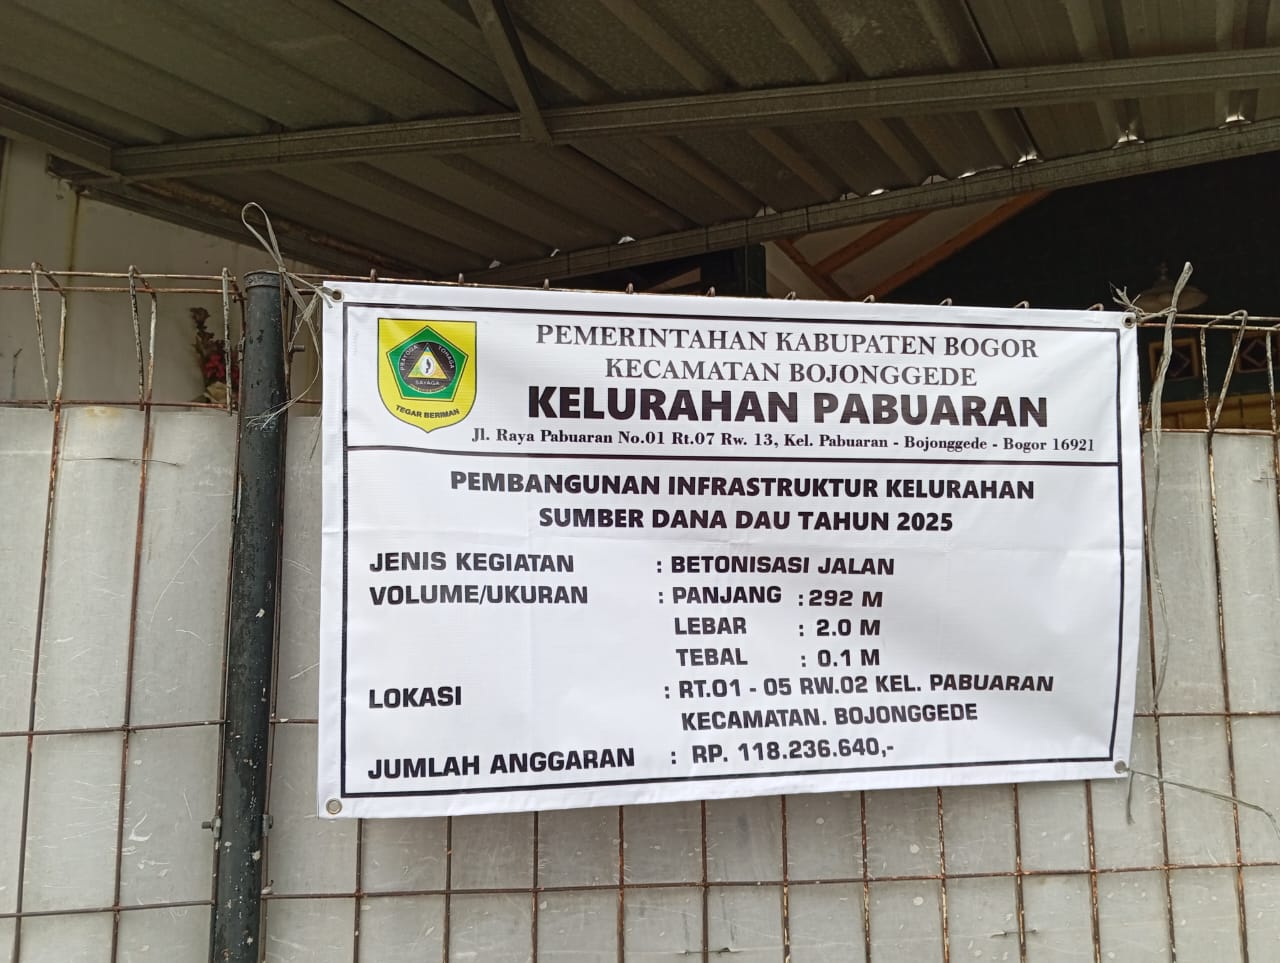 PRAYOGA TOHAGA
SAYAGA
TEGAR BERIMAN
PEMERINTAHAN KABUPATEN BOGOR
KECAMATAN BOJONGGEDE
KELURAHAN PABUARAN
Jl. Raya Pabuaran No.01 Rt.07 Rw. 13, Kel. Pabuaran - Bojonggede - Bogor 16921
PEMBANGUNAN INFRASTRUKTUR KELURAHAN
SUMBER DANA DAU TAHUN 2025
JENIS KEGIATAN : BETONISASI JALAN
VOLUME/UKURAN : PANJANG : 292 M
LEBAR : 2.0 M
TEBAL : 0.1 M
LOKASI : RT.01 - 05 RW.02 KEL. PABUARAN
KECAMATAN. BOJONGGEDE
JUMLAH ANGGARAN : RP. 118.236.640,-